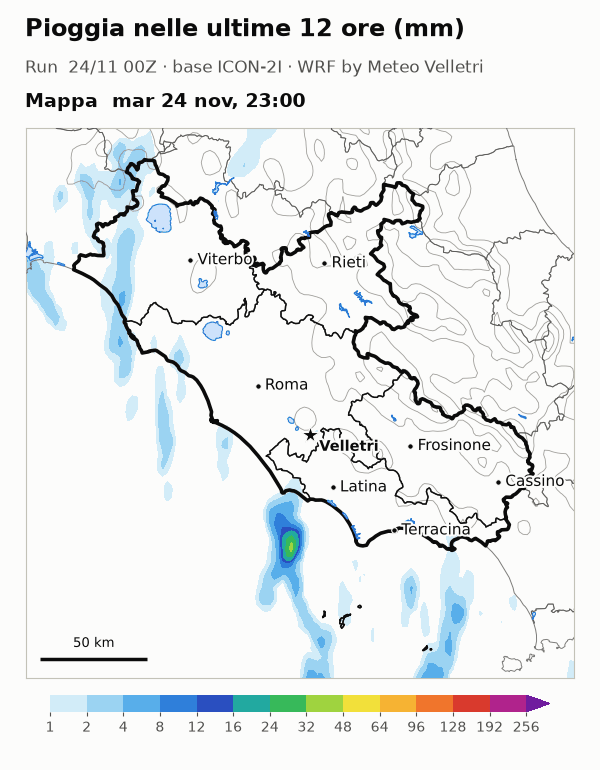 Pioggia nelle ultime 12 ore (mm)
Run 24/11 00Z · base ICON-2I · WRF by Meteo Velletri
Mappa mar 24 nov, 23:00
Viterbo
Rieti
Roma
Velletri
Frosinone
Cassino
Latina
Terracina
50 km
1 2 4 8 12 16 24 32 48 64 96 128 192 256